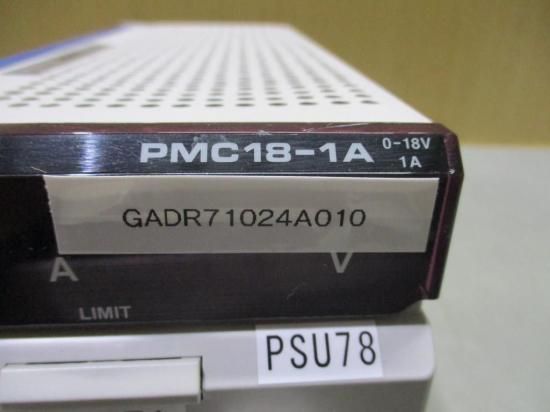 PMC18-1A 0-18V
1A
GADR71024A010
A V
LIMIT
PSU78